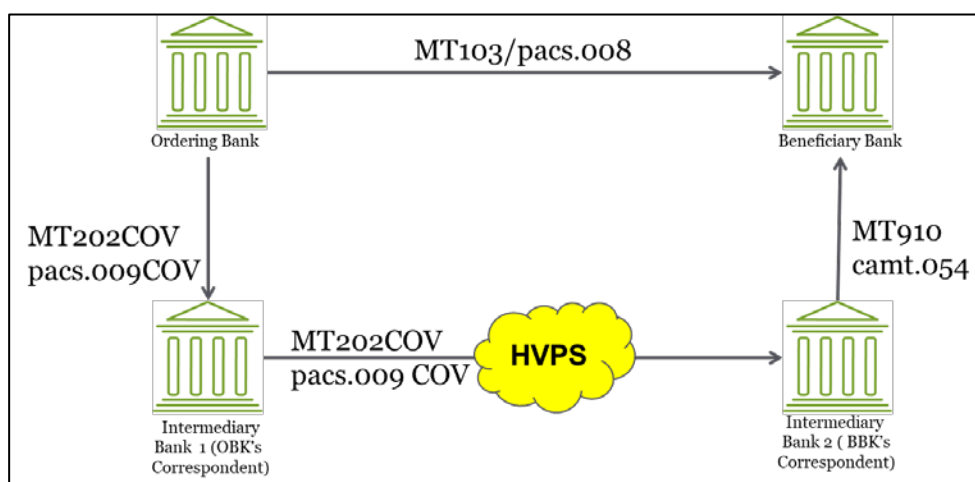 MT103/pacs.008
Ordering Bank
Beneficiary Bank
MT202COV
pacs.009COV
MT910
camt.054
MT202COV
pacs.009 COV
HVPS
Intermediary
Bank 1 (OBK's
Correspondent)
Intermediary
Bank 2 ( BBK's
Correspondent)